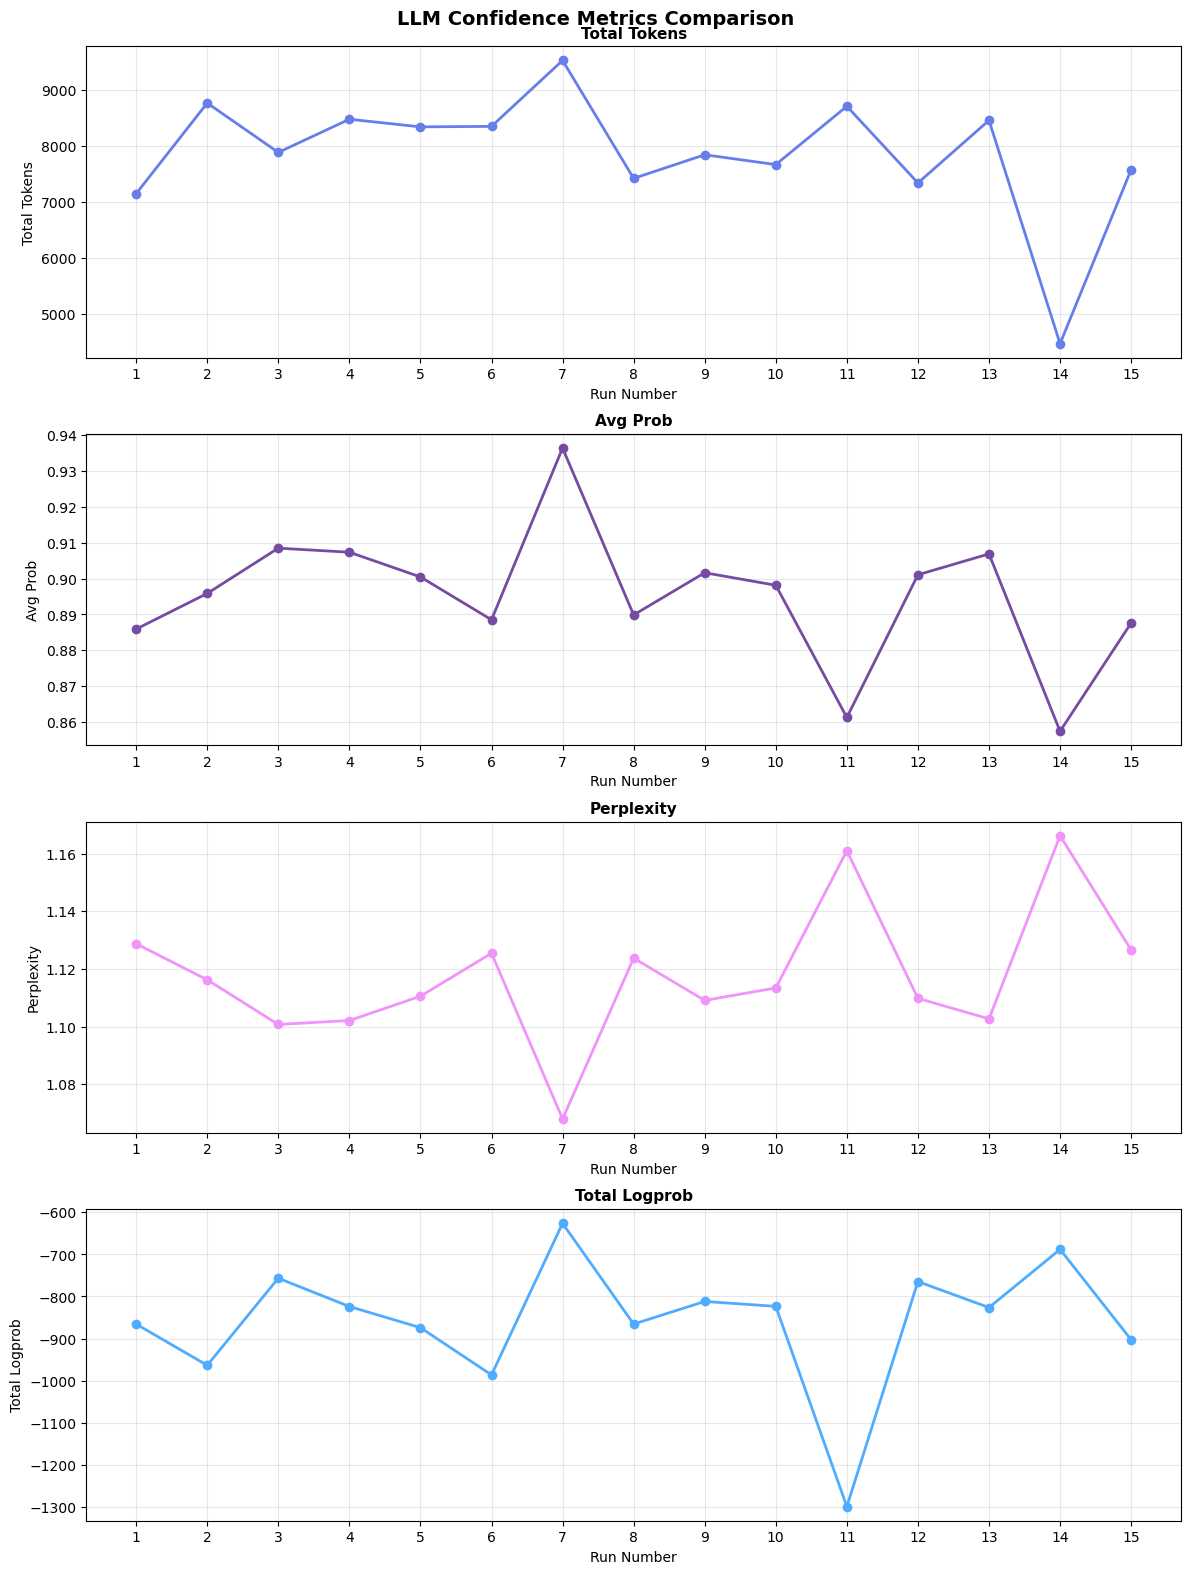 LLM Confidence Metrics Comparison
Total Tokens
9000
8000
7000
6000
5000
Total Tokens
1 2 3 4 5 6 7 8 9 10 11 12 13 14 15
Run Number
Avg Prob
0.94
0.93
0.92
0.91
0.90
0.89
0.88
0.87
0.86
Avg Prob
1 2 3 4 5 6 7 8 9 10 11 12 13 14 15
Run Number
Perplexity
1.16
1.14
1.12
1.10
1.08
Perplexity
1 2 3 4 5 6 7 8 9 10 11 12 13 14 15
Run Number
Total Logprob
−600
−700
−800
−900
−1000
−1100
−1200
−1300
Total Logprob
1 2 3 4 5 6 7 8 9 10 11 12 13 14 15
Run Number